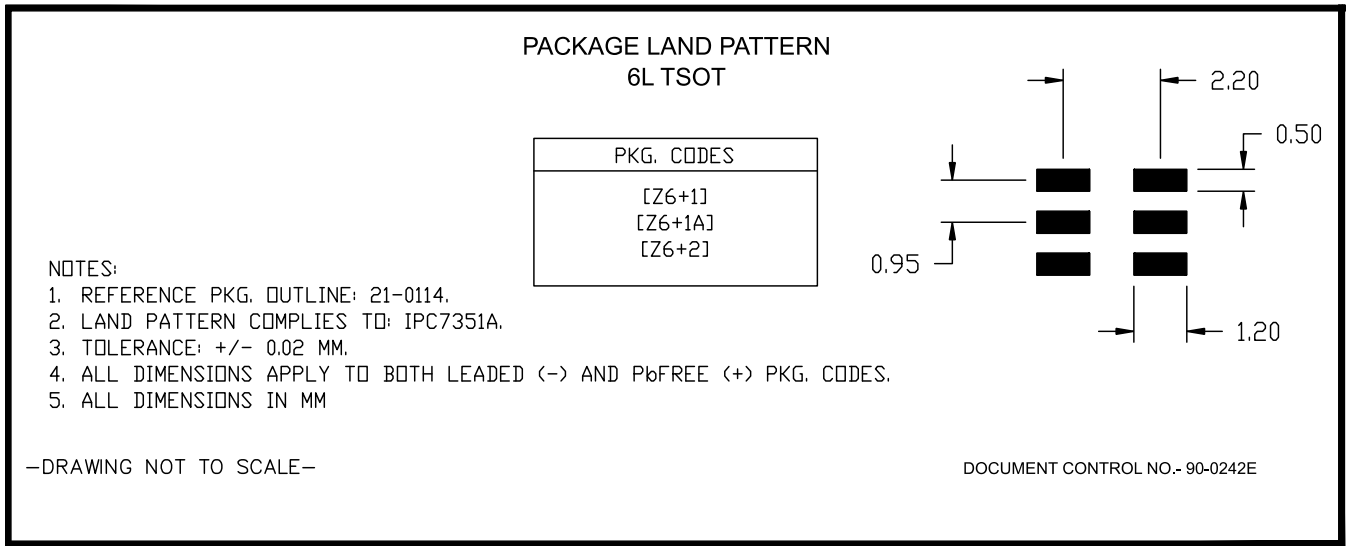 PACKAGE LAND PATTERN
6L TSOT
2.20
0.50
PKG. CODES
[Z6+1]
[Z6+1A]
[Z6+2]
0.95
1.20
NOTES:
1. REFERENCE PKG. OUTLINE: 21-0114.
2. LAND PATTERN COMPLIES TO: IPC7351A.
3. TOLERANCE: +/- 0.02 MM.
4. ALL DIMENSIONS APPLY TO BOTH LEADED (-) AND PbFREE (+) PKG. CODES.
5. ALL DIMENSIONS IN MM
-DRAWING NOT TO SCALE-
DOCUMENT CONTROL NO.- 90-0242E